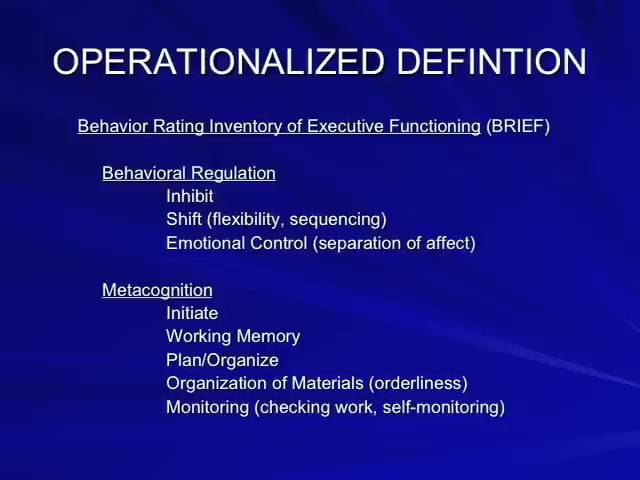 OPERATIONALIZED DEFINTION
Behavior Rating Inventory of Executive Functioning (BRIEF)
Behavioral Regulation
Inhibit
Shift (flexibility, sequencing)
Emotional Control (separation of affect)
Metacognition
Initiate
Working Memory
Plan/Organize
Organization of Materials (orderliness)
Monitoring (checking work, self-monitoring)